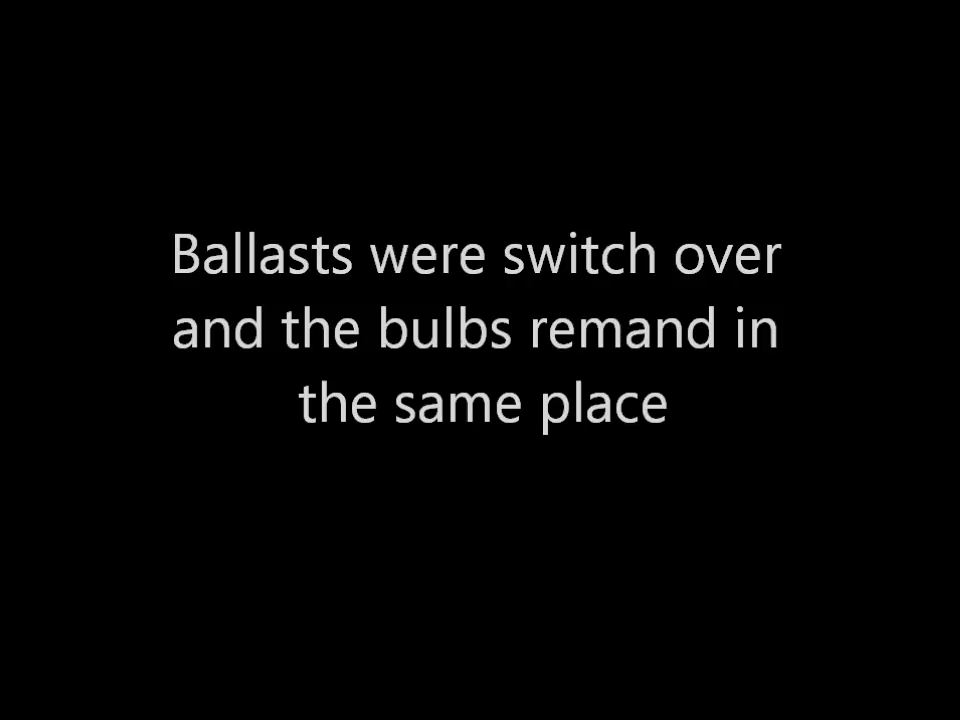 Ballasts were switch over
and the bulbs remand in
the same place